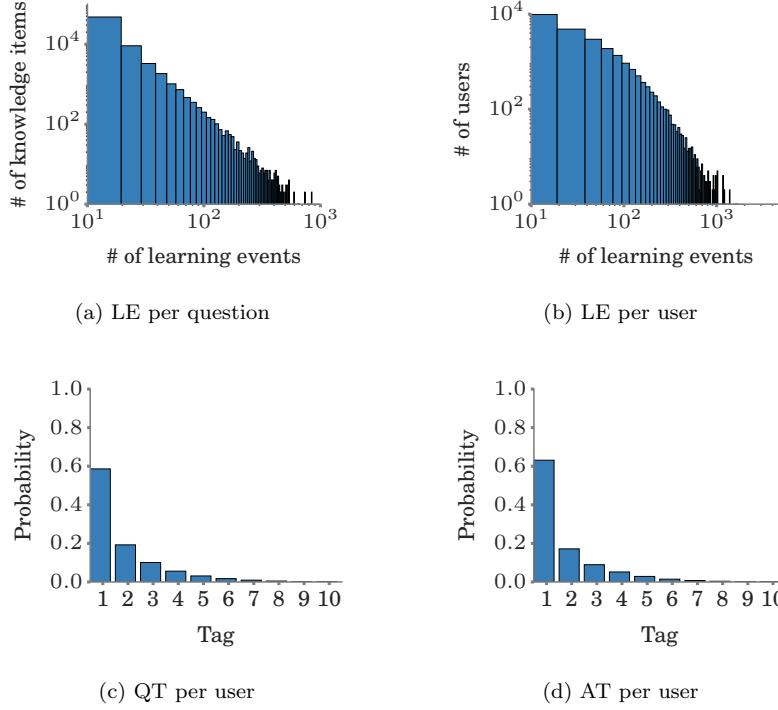 # of knowledge items
10^4
10^2
10^0
10^1 10^2 10^3
# of learning events
(a) LE per question
# of users
10^4
10^2
10^0
10^1 10^2 10^3
# of learning events
(b) LE per user
Probability
1.0
0.8
0.6
0.4
0.2
0.0
1 2 3 4 5 6 7 8 9 10
Tag
(c) QT per user
Probability
1.0
0.8
0.6
0.4
0.2
0.0
1 2 3 4 5 6 7 8 9 10
Tag
(d) AT per user